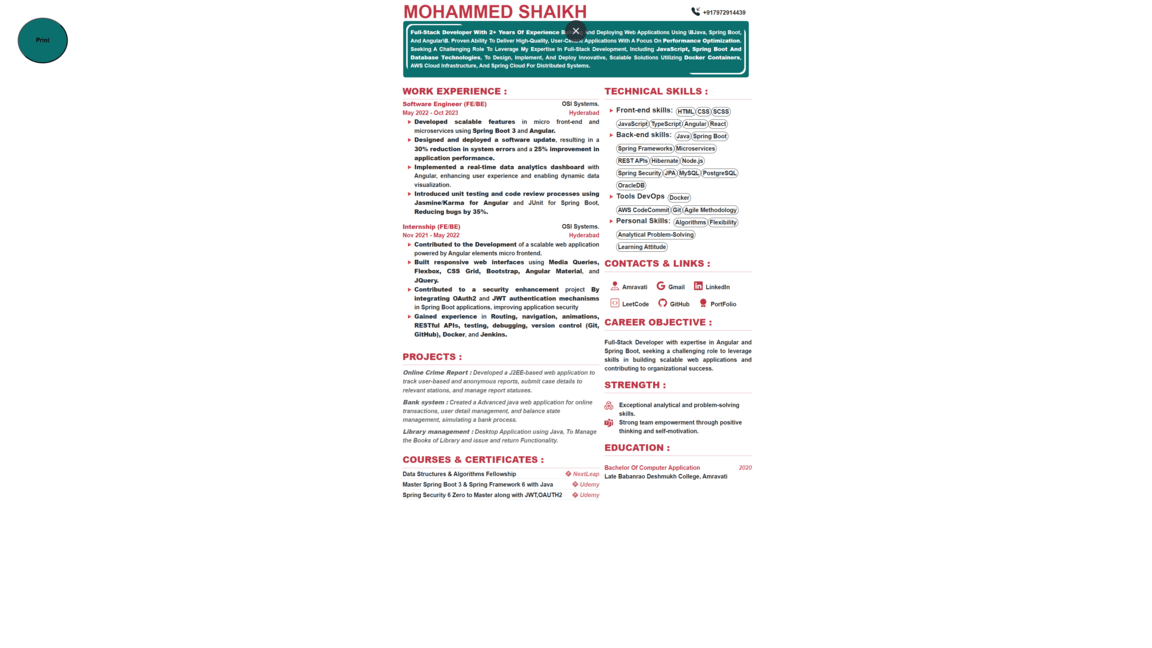 Print
MOHAMMED SHAIKH
+917972914439
Full-Stack Developer With 2+ Years Of Experience And Deploying Web Applications Using \BJava, Spring Boot,
And Angular\B. Proven Ability To Deliver High-Quality, Applications With A Focus On Performance Optimization.
Seeking A Challenging Role To Leverage My Expertise In Full-Stack Development, Including JavaScript, Spring Boot And
Database Technologies, To Design, Implement, And Deploy Innovative, Scalable Solutions Utilizing Docker Containers,
AWS Cloud Infrastructure, And Spring Cloud For Distributed Systems.
WORK EXPERIENCE :
Software Engineer (FE/BE) OSI Systems.
May 2022 - Oct 2023 Hyderabad
Developed scalable features in micro front-end and
microservices using Spring Boot 3 and Angular.
Designed and deployed a software update, resulting in a
30% reduction in system errors and a 25% improvement in
application performance.
Implemented a real-time data analytics dashboard with
Angular, enhancing user experience and enabling dynamic data
visualization.
Introduced unit testing and code review processes using
Jasmine/Karma for Angular and JUnit for Spring Boot,
Reducing bugs by 35%.
Internship (FE/BE) OSI Systems.
Nov 2021 - May 2022 Hyderabad
Contributed to the Development of a scalable web application
powered by Angular elements micro frontend.
Built responsive web interfaces using Media Queries,
Flexbox, CSS Grid, Bootstrap, Angular Material, and
JQuery.
Contributed to a security enhancement project By
integrating OAuth2 and JWT authentication mechanisms
in Spring Boot applications, improving application security
Gained experience in Routing, navigation, animations,
RESTful APIs, testing, debugging, version control (Git,
GitHub), Docker, and Jenkins.
PROJECTS :
Online Crime Report : Developed a J2EE-based web application to
track user-based and anonymous reports, submit case details to
relevant stations, and manage report statuses.
Bank system : Created a Advanced java web application for online
transactions, user detail management, and balance state
management, simulating a bank process.
Library management : Desktop Application using Java, To Manage
the Books of Library and issue and return Functionality.
COURSES & CERTIFICATES :
Data Structures & Algorithms Fellowship NextLeap
Master Spring Boot 3 & Spring Framework 6 with Java Udemy
Spring Security 6 Zero to Master along with JWT,OAUTH2 Udemy
TECHNICAL SKILLS :
Front-end skills: HTML CSS SCSS
JavaScript TypeScript Angular React
Back-end skills: Java Spring Boot
Spring Frameworks Microservices
REST APIs Hibernate Node.js
Spring Security JPA MySQL PostgreSQL
OracleDB
Tools DevOps Docker
AWS CodeCommit Git Agile Methodology
Personal Skills: Algorithms Flexibility
Analytical Problem-Solving
Learning Attitude
CONTACTS & LINKS :
Amravati Gmail LinkedIn
LeetCode GitHub PortFolio
CAREER OBJECTIVE :
Full-Stack Developer with expertise in Angular and
Spring Boot, seeking a challenging role to leverage
skills in building scalable web applications and
contributing to organizational success.
STRENGTH :
Exceptional analytical and problem-solving
skills.
Strong team empowerment through positive
thinking and self-motivation.
EDUCATION :
Bachelor Of Computer Application 2020
Late Babanrao Deshmukh College, Amravati